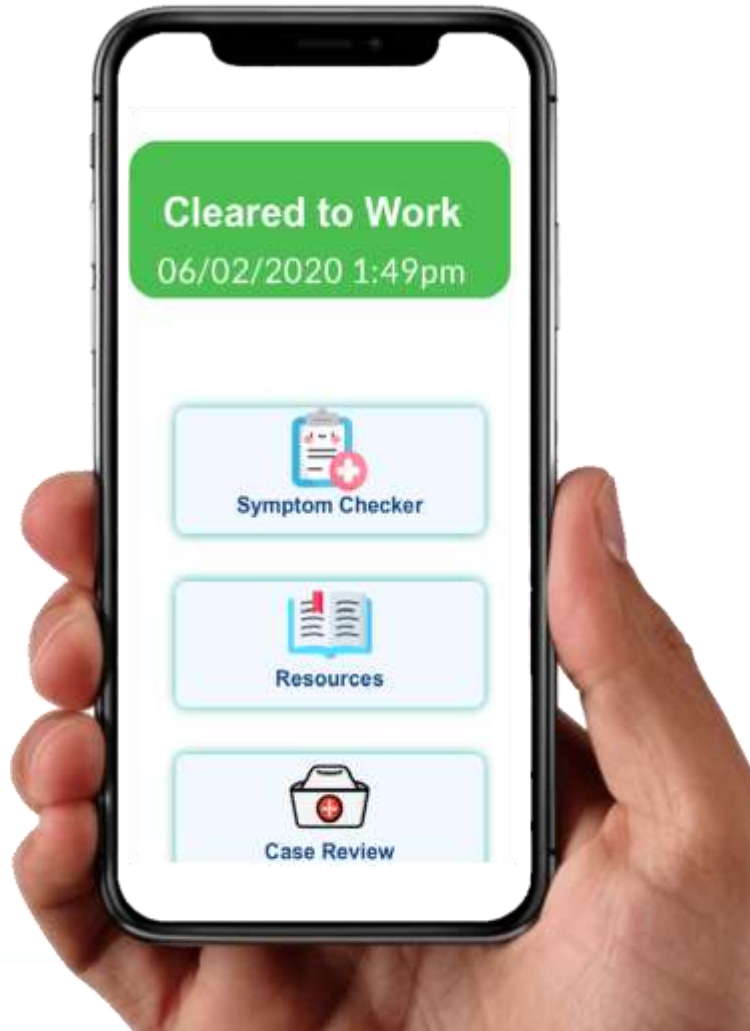 Cleared to Work
06/02/2020 1:49pm
Symptom Checker
Resources
Case Review